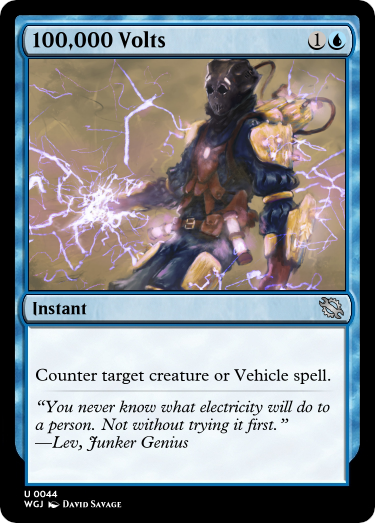 100,000 Volts 1
Instant
Counter target creature or Vehicle spell.
“You never know what electricity will do to
a person. Not without trying it first.”
—Lev, Junker Genius
U 0044
WGJ DAVID SAVAGE